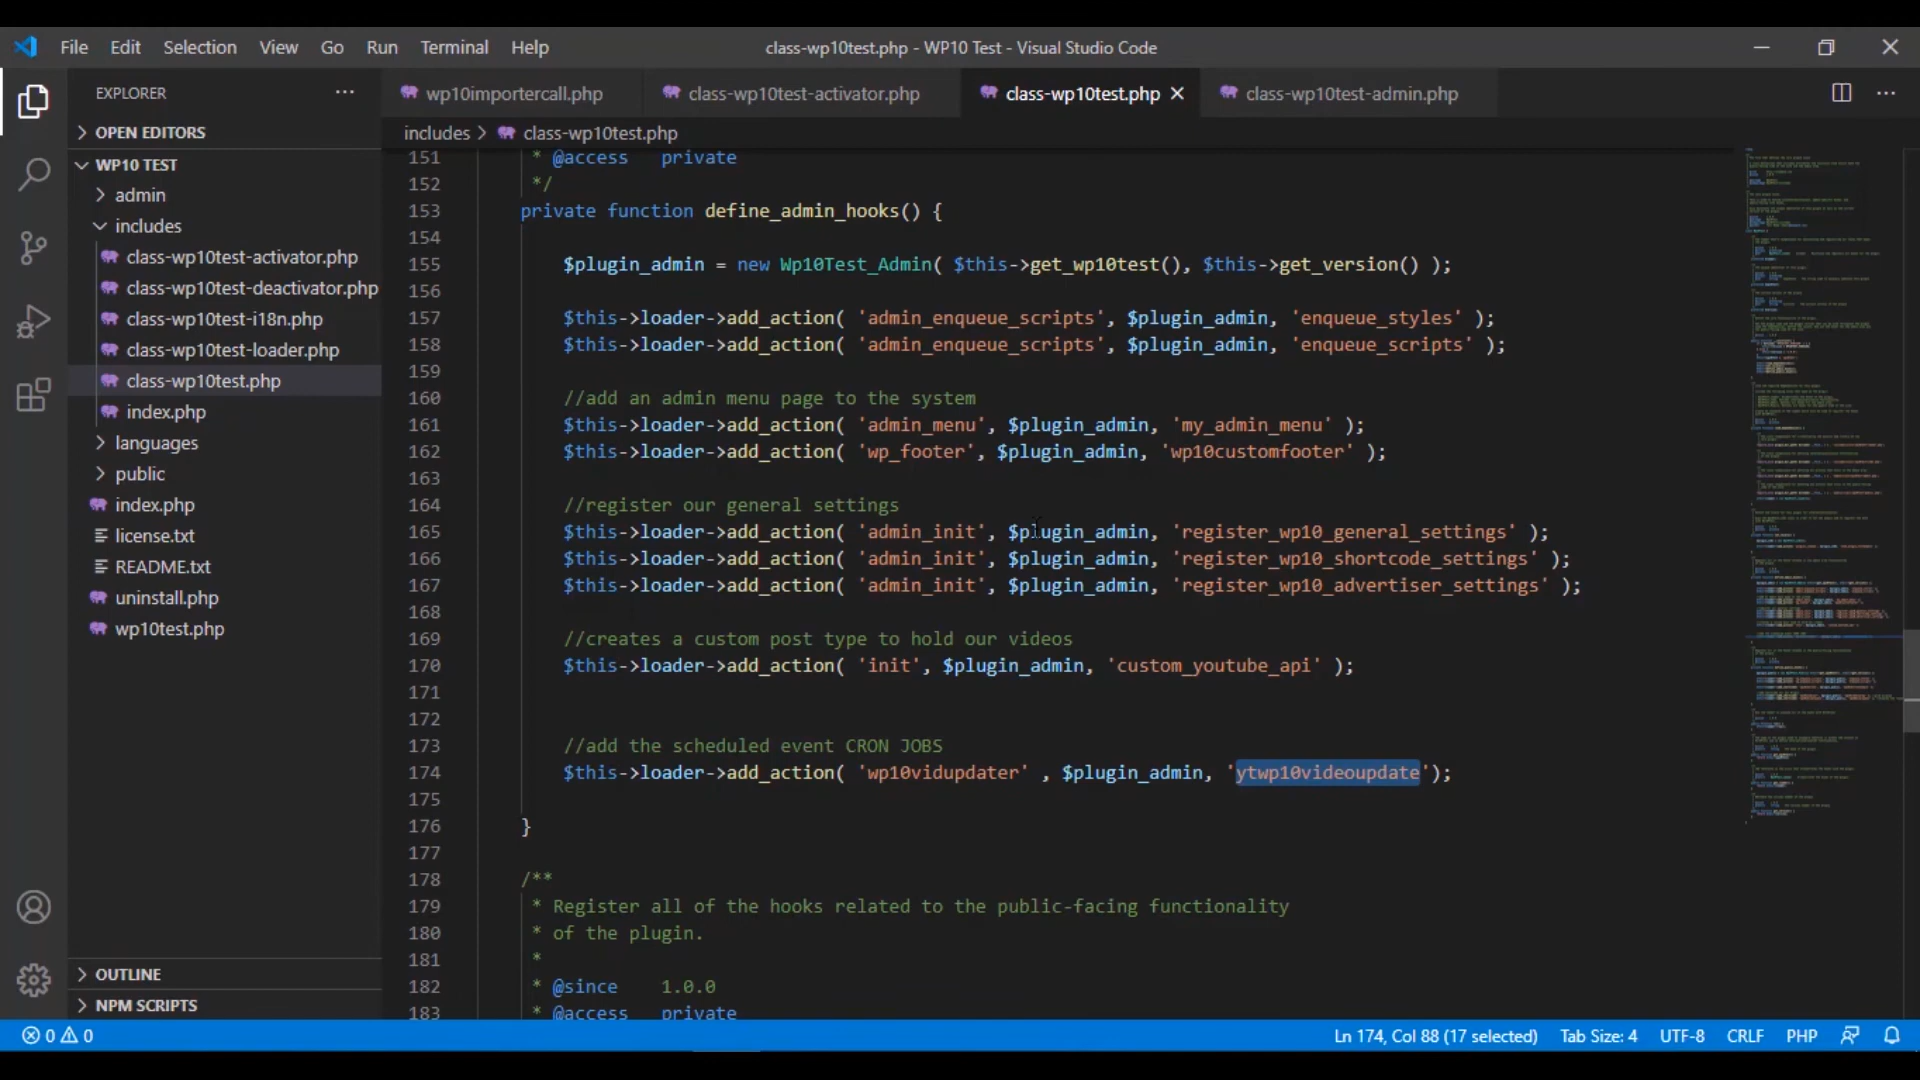 File Edit Selection View Go Run Terminal Help class-wp10test.php - WP10 Test - Visual Studio Code
EXPLORER ···
wp10importercall.php class-wp10test-activator.php class-wp10test.php × class-wp10test-admin.php ···
OPEN EDITORS
WP10 TEST
admin
includes
class-wp10test-activator.php
class-wp10test-deactivator.php
class-wp10test-i18n.php
class-wp10test-loader.php
class-wp10test.php
index.php
languages
public
index.php
license.txt
README.txt
uninstall.php
wp10test.php
OUTLINE
NPM SCRIPTS
includes > class-wp10test.php
151 * @access private
152 */
153 private function define_admin_hooks() {
154
155 $plugin_admin = new Wp10Test_Admin( $this->get_wp10test(), $this->get_version() );
156
157 $this->loader->add_action( 'admin_enqueue_scripts', $plugin_admin, 'enqueue_styles' );
158 $this->loader->add_action( 'admin_enqueue_scripts', $plugin_admin, 'enqueue_scripts' );
159
160 //add an admin menu page to the system
161 $this->loader->add_action( 'admin_menu', $plugin_admin, 'my_admin_menu' );
162 $this->loader->add_action( 'wp_footer', $plugin_admin, 'wp10customfooter' );
163
164 //register our general settings
165 $this->loader->add_action( 'admin_init', $plugin_admin, 'register_wp10_general_settings' );
166 $this->loader->add_action( 'admin_init', $plugin_admin, 'register_wp10_shortcode_settings' );
167 $this->loader->add_action( 'admin_init', $plugin_admin, 'register_wp10_advertiser_settings' );
168
169 //creates a custom post type to hold our videos
170 $this->loader->add_action( 'init', $plugin_admin, 'custom_youtube_api' );
171
172
173 //add the scheduled event CRON JOBS
174 $this->loader->add_action( 'wp10vidupdater' , $plugin_admin, 'ytwp10videoupdate');
175
176 }
177
178 /**
179 * Register all of the hooks related to the public-facing functionality
180 * of the plugin.
181 *
182 * @since 1.0.0
183 * @access private
0 0 Ln 174, Col 88 (17 selected) Tab Size: 4 UTF-8 CRLF PHP